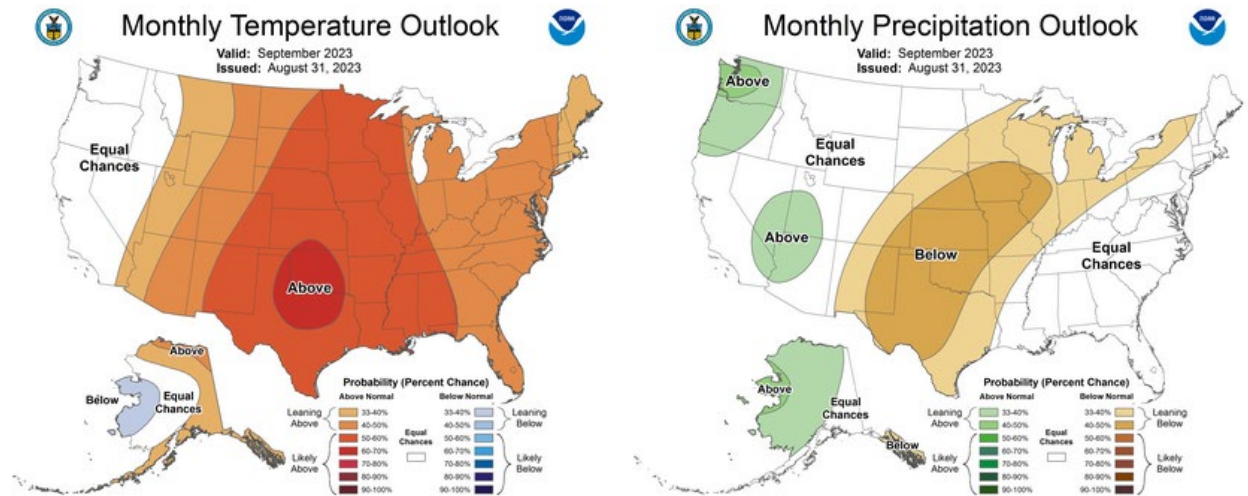 Monthly Temperature Outlook
Valid: September 2023
Issued: August 31, 2023
Equal
Chances
Above
Above
Below
Equal
Chances
Probability (Percent Chance)
Above Normal
Below Normal
Leaning
Above
Likely
Above
33-40%
40-50%
50-60%
60-70%
70-80%
80-90%
90-100%
Equal
Chances
33-40%
40-50%
50-60%
60-70%
70-80%
80-90%
90-100%
Leaning
Below
Likely
Below
Monthly Precipitation Outlook
Valid: September 2023
Issued: August 31, 2023
Above
Equal
Chances
Above
Below
Equal
Chances
Above
Equal
Chances
Below
Probability (Percent Chance)
Above Normal
Below Normal
Leaning
Above
Likely
Above
33-40%
40-50%
50-60%
60-70%
70-80%
80-90%
90-100%
Equal
Chances
33-40%
40-50%
50-60%
60-70%
70-80%
80-90%
90-100%
Leaning
Below
Likely
Below